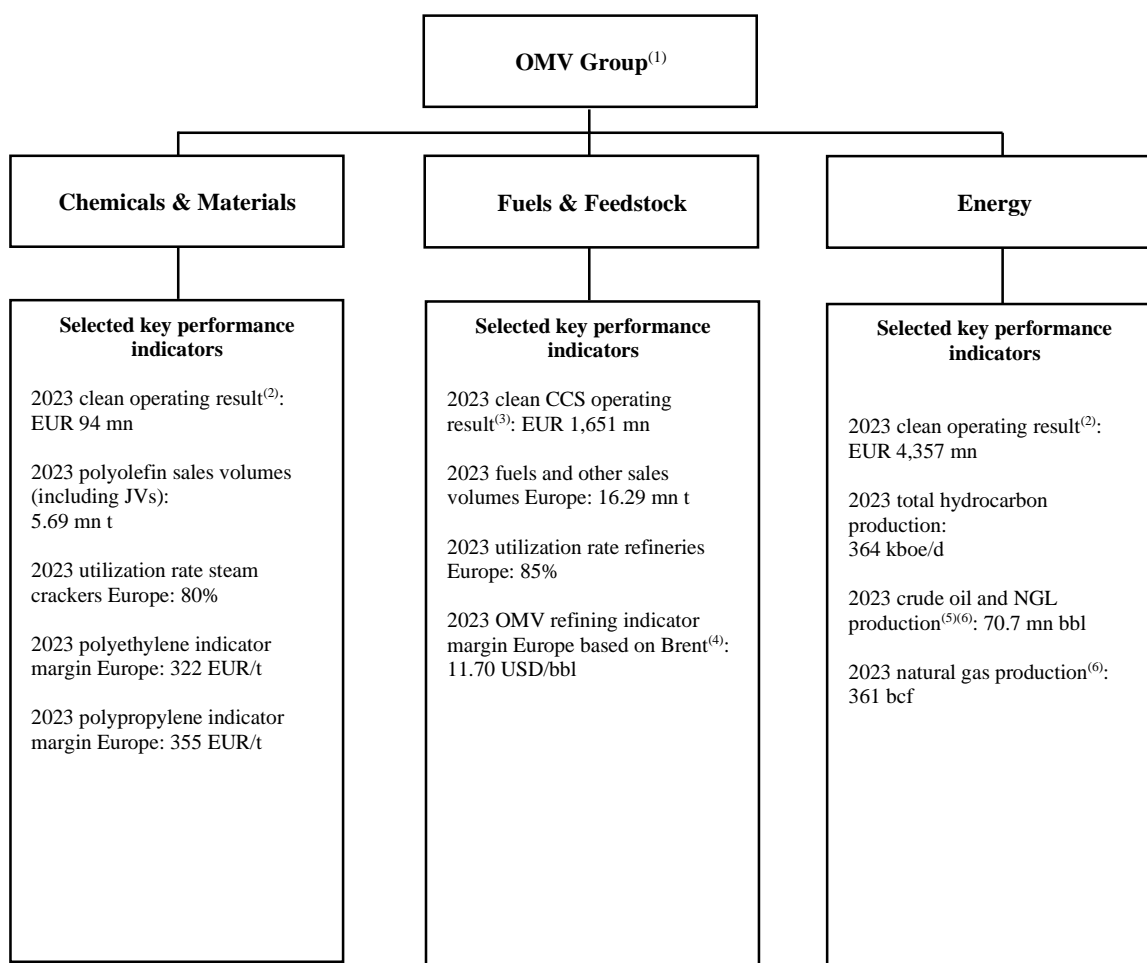 OMV Group(1)
Chemicals & Materials
Fuels & Feedstock
Energy
Selected key performance
indicators
2023 clean operating result(2):
EUR 94 mn
2023 polyolefin sales volumes
(including JVs):
5.69 mn t
2023 utilization rate steam
crackers Europe: 80%
2023 polyethylene indicator
margin Europe: 322 EUR/t
2023 polypropylene indicator
margin Europe: 355 EUR/t
Selected key performance
indicators
2023 clean CCS operating
result(3): EUR 1,651 mn
2023 fuels and other sales
volumes Europe: 16.29 mn t
2023 utilization rate refineries
Europe: 85%
2023 OMV refining indicator
margin Europe based on Brent(4):
11.70 USD/bbl
Selected key performance
indicators
2023 clean operating result(2):
EUR 4,357 mn
2023 total hydrocarbon
production:
364 kboe/d
2023 crude oil and NGL
production(5)(6): 70.7 mn bbl
2023 natural gas production(6):
361 bcf